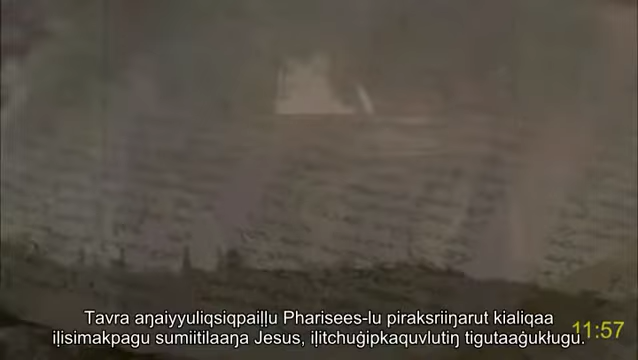 Tavra aŋaiyyuliqsiqpaiḷḷu Pharisees-lu piraksriiŋarut kialiqaa
iḷisimakpagu sumiitilaaŋa Jesus, iḷitchuġipkaquvlutiŋ tigutaaġukługu.
11:57